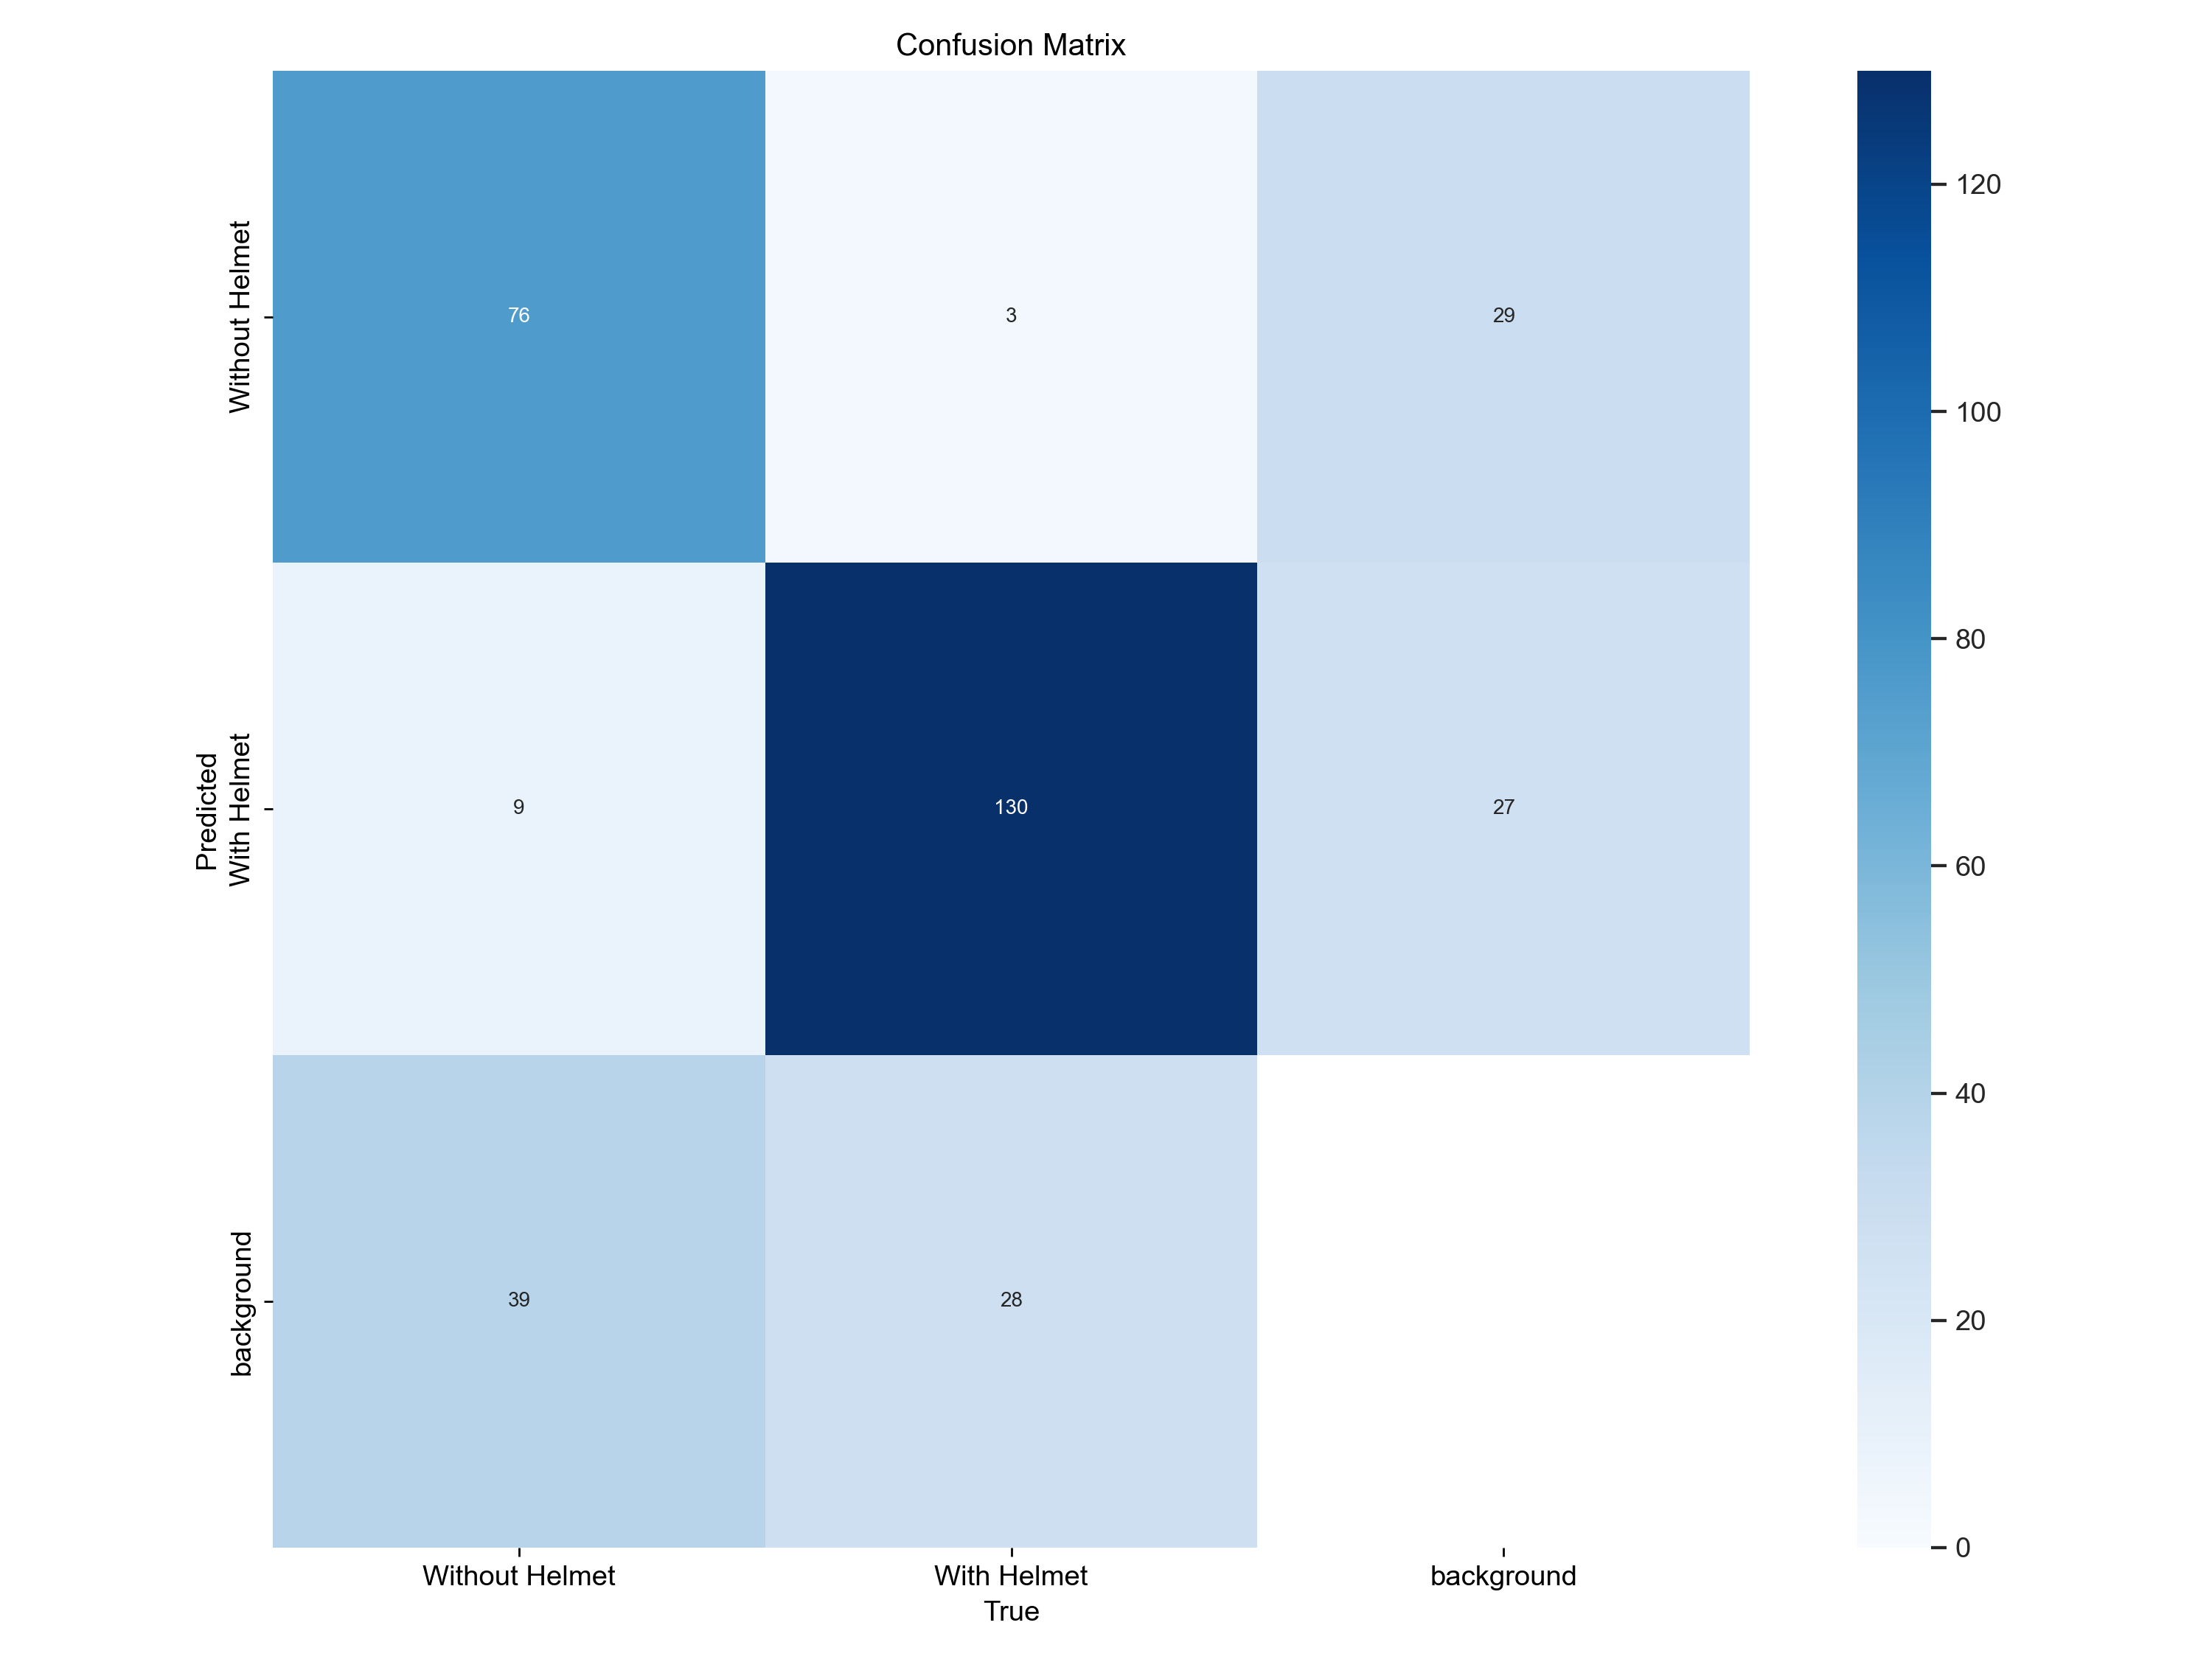 Confusion Matrix
Without Helmet
76
3
29
120
100
80
Predicted
With Helmet
9
130
27
60
40
background
39
28
20
0
Without Helmet
With Helmet
background
True